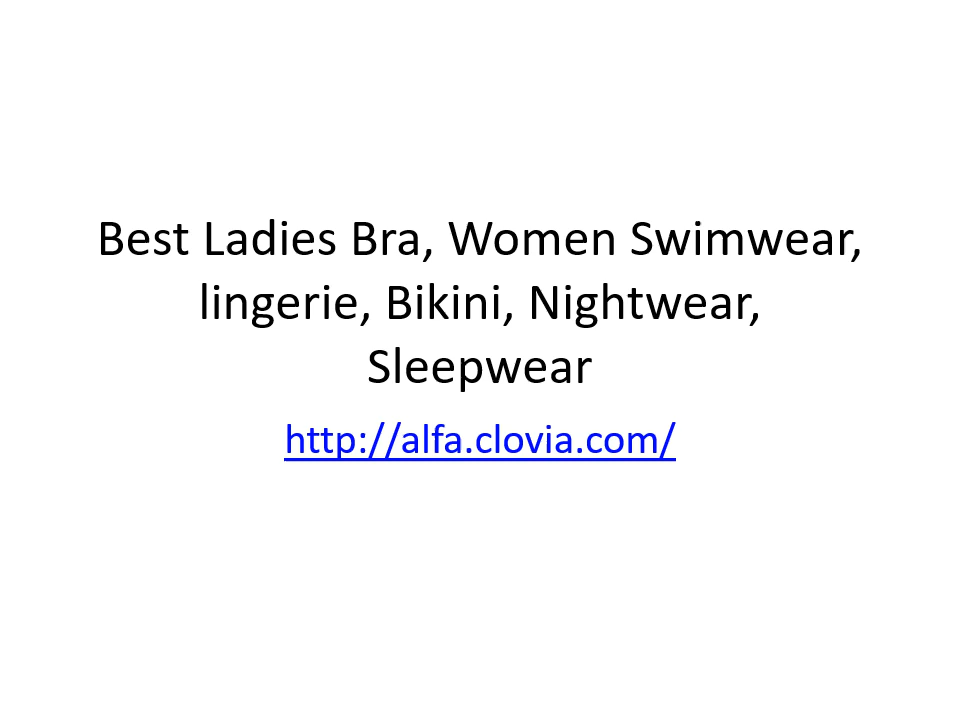 Best Ladies Bra, Women Swimwear,
lingerie, Bikini, Nightwear,
Sleepwear
http://alfa.clovia.com/